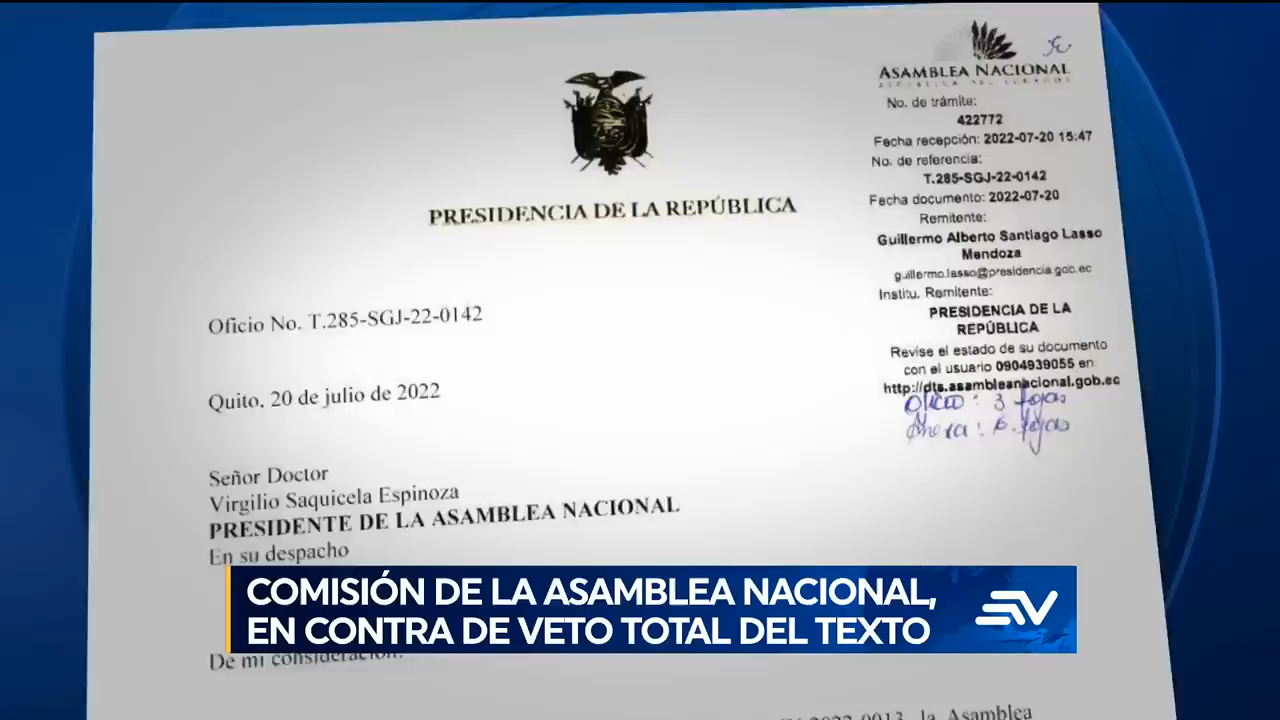 ASAMBLEA NACIONAL
No. de trámite:
422772
Fecha recepción: 2022-07-20 15:47
No. de referencia:
T.285-SGJ-22-0142
Fecha documento: 2022-07-20
Remitente:
Guillermo Alberto Santiago Lasso
Mendoza
guillermo.lasso@presidencia.gob.ec
Institu. Remitente:
PRESIDENCIA DE LA
REPÚBLICA
Revise el estado de su documento
con el usuario 0904939055 en:
http://dts.asambleanacional.gob.ec
PRESIDENCIA DE LA REPÚBLICA
Oficio No. T.285-SGJ-22-0142
Quito, 20 de julio de 2022
Señor Doctor
Virgilio Saquicela Espinoza
PRESIDENTE DE LA ASAMBLEA NACIONAL
En su despacho
COMISIÓN DE LA ASAMBLEA NACIONAL,
EN CONTRA DE VETO TOTAL DEL TEXTO
De mi consideración:
la Asamblea